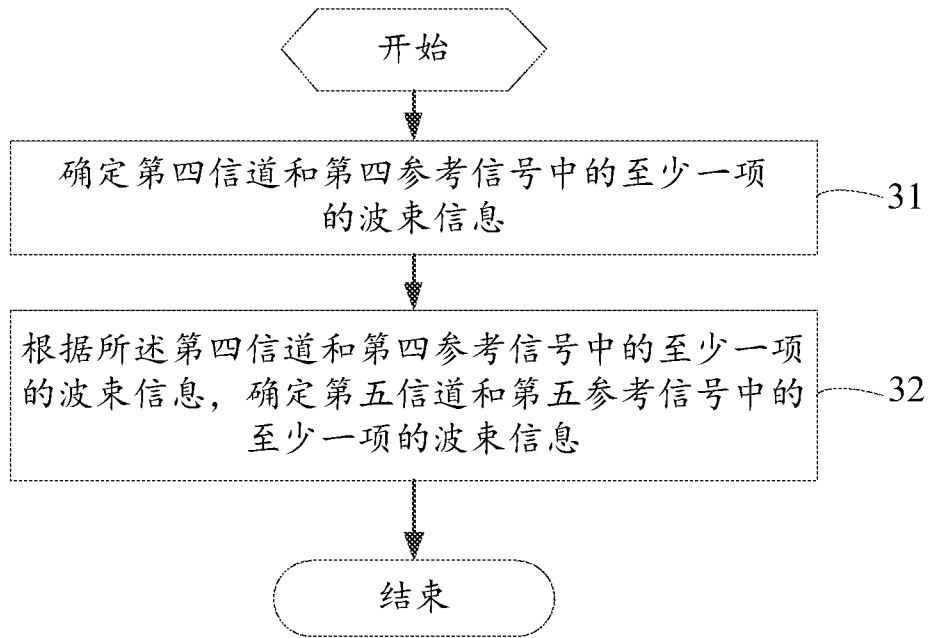 开始
确定第四信道和第四参考信号中的至少一项
的波束信息
31
根据所述第四信道和第四参考信号中的至少一项
的波束信息，确定第五信道和第五参考信号中的
至少一项的波束信息
32
结束